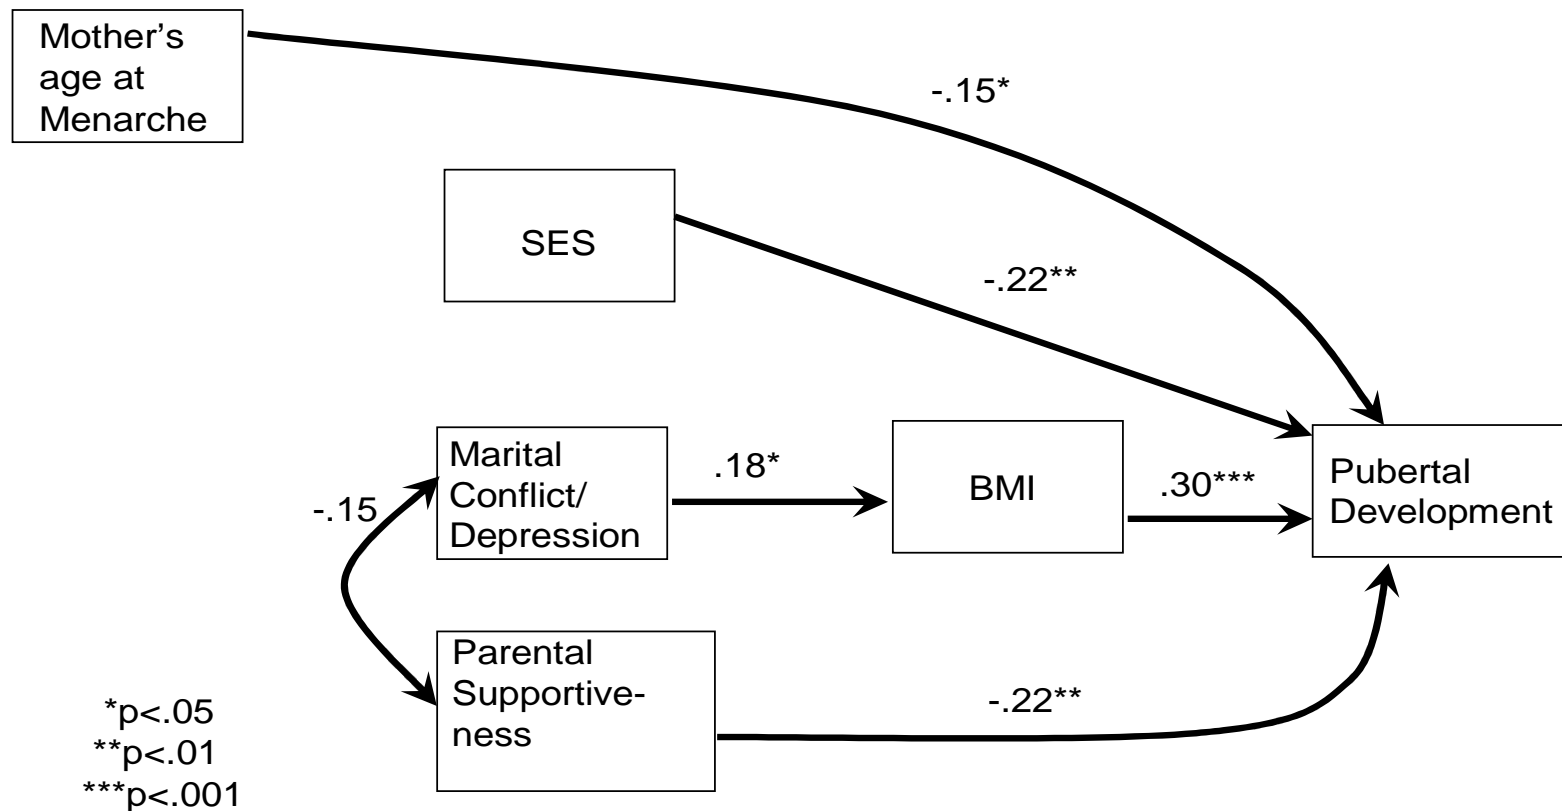 Mother’s
age at
Menarche
-.15*
SES
-.22**
Marital
Conflict/
Depression
.18*
BMI
.30***
Pubertal
Development
-.15
Parental
Supportive-
ness
-.22**
*p<.05
**p<.01
***p<.001